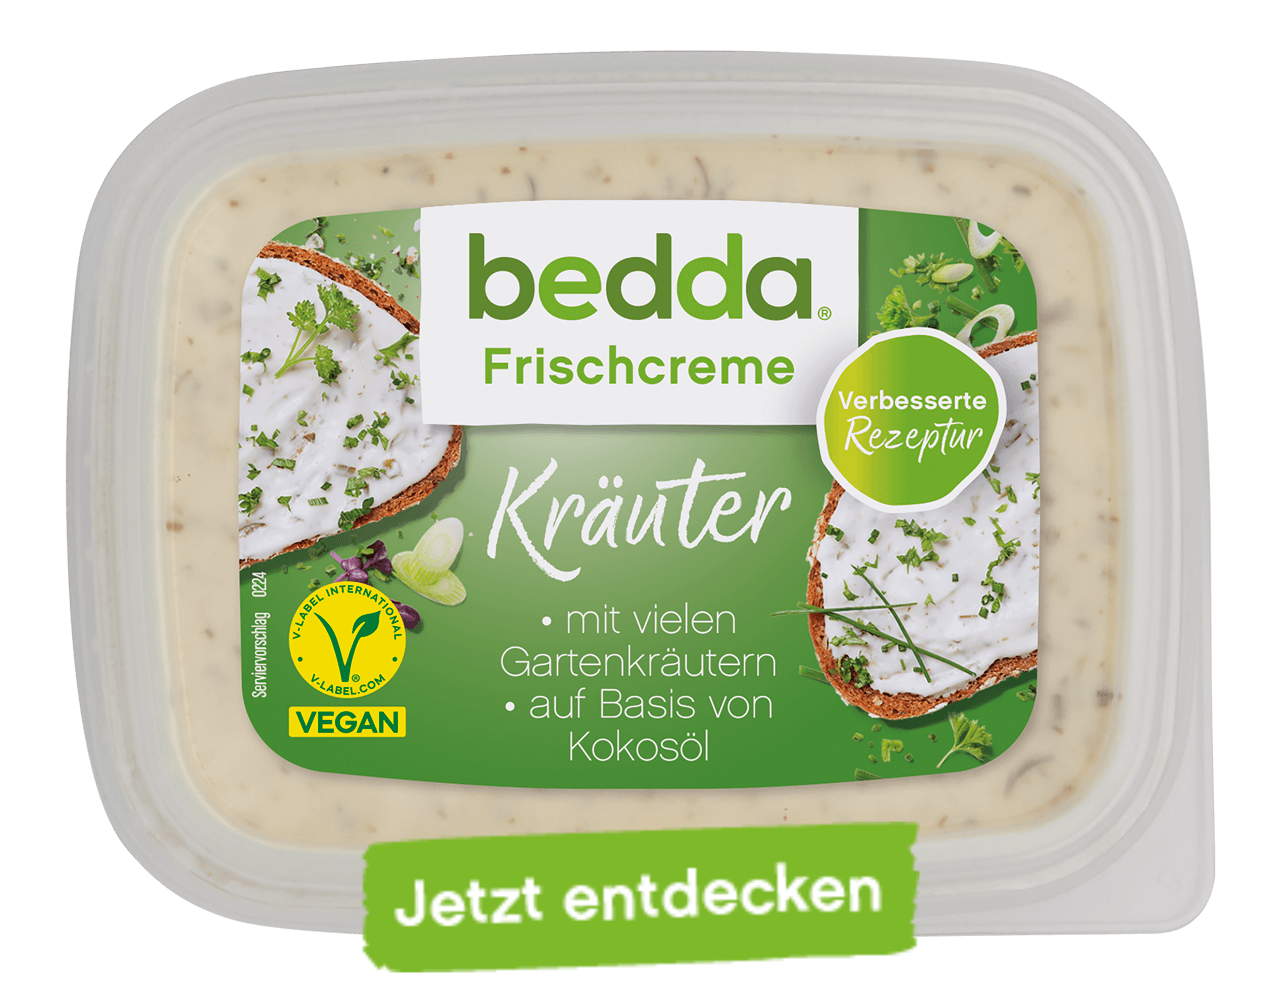 bedda®
Frischcreme
Verbesserte
Rezeptur
Kräuter
• mit vielen
Gartenkräutern
• auf Basis von
Kokosöl
V-LABEL INTERNATIONAL
®
V-LABEL.COM
VEGAN
Serviervorschlag 0224
Jetzt entdecken